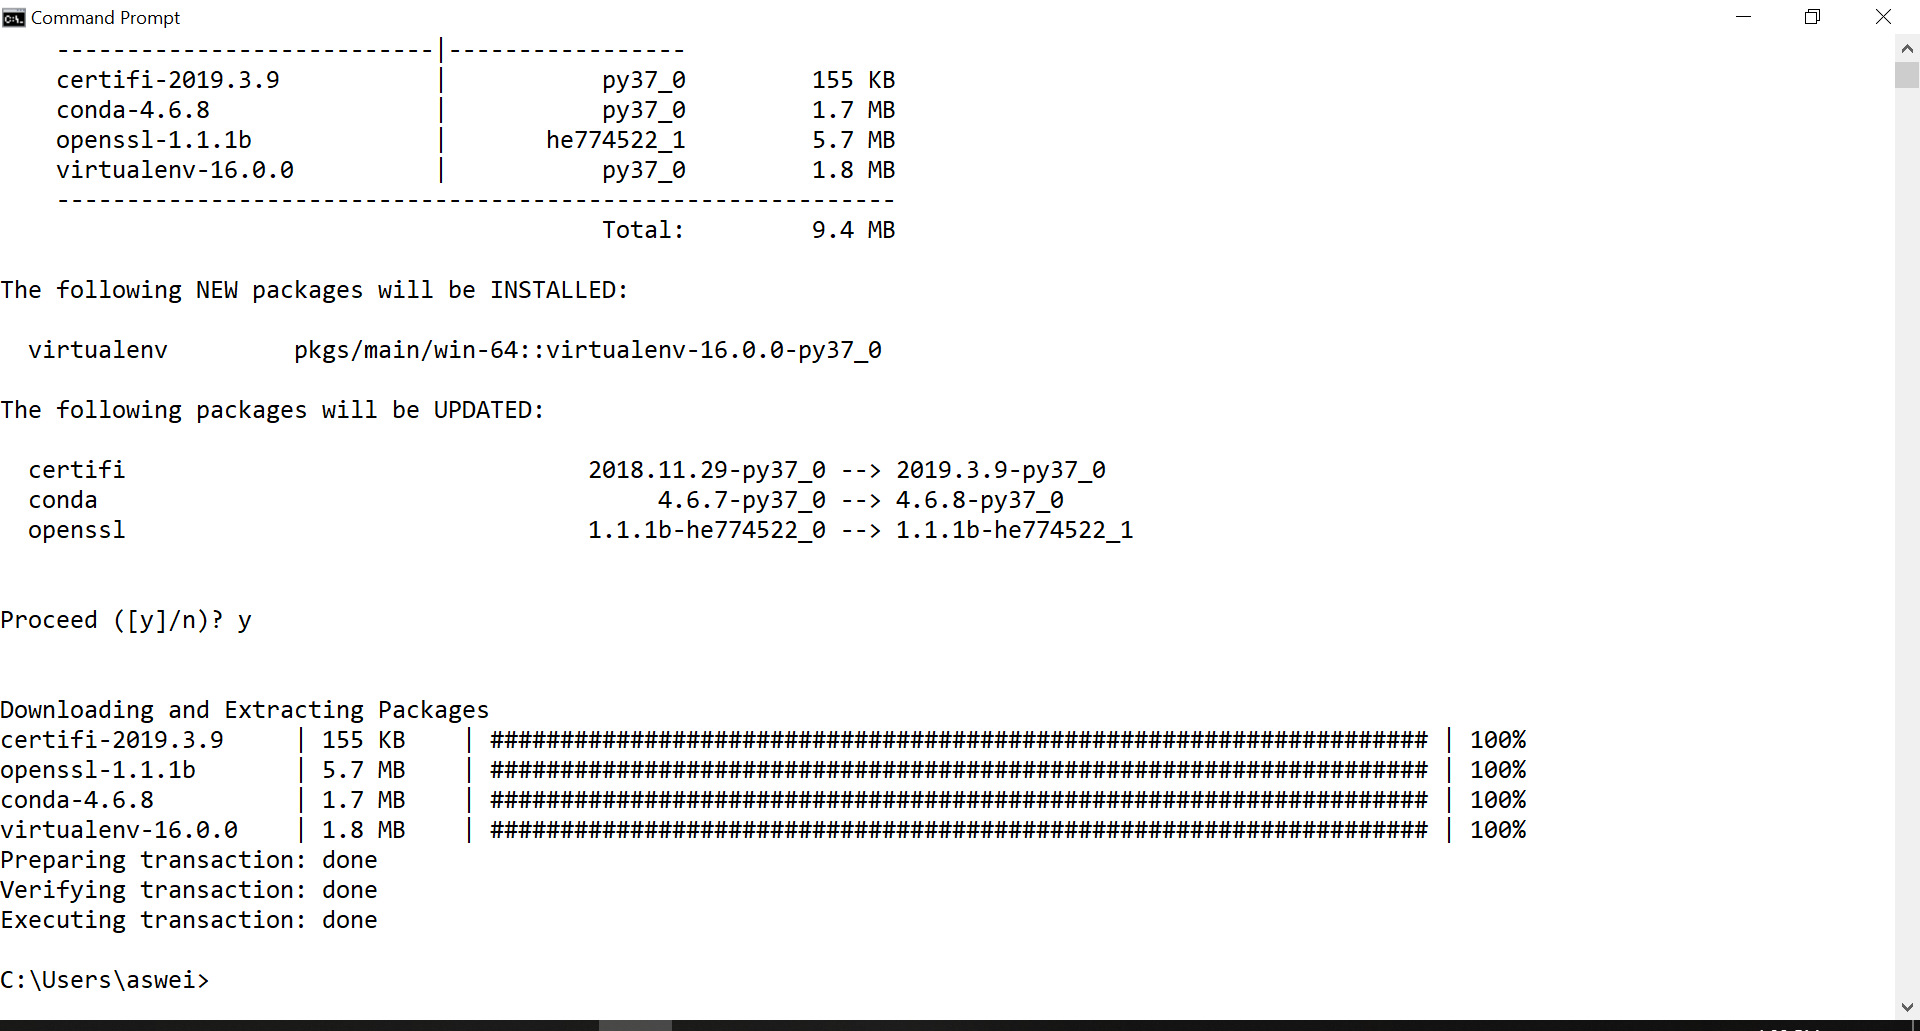 Command Prompt
---------------------------|-----------------
certifi-2019.3.9           |           py37_0         155 KB
conda-4.6.8                |           py37_0         1.7 MB
openssl-1.1.1b             |       he774522_1         5.7 MB
virtualenv-16.0.0          |           py37_0         1.8 MB
------------------------------------------------------------
                                       Total:         9.4 MB
The following NEW packages will be INSTALLED:
  virtualenv         pkgs/main/win-64::virtualenv-16.0.0-py37_0
The following packages will be UPDATED:
  certifi                                 2018.11.29-py37_0 --> 2019.3.9-py37_0
  conda                                        4.6.7-py37_0 --> 4.6.8-py37_0
  openssl                                 1.1.1b-he774522_0 --> 1.1.1b-he774522_1
Proceed ([y]/n)? y
Downloading and Extracting Packages
certifi-2019.3.9     | 155 KB    | ################################################################### | 100%
openssl-1.1.1b       | 5.7 MB    | ################################################################### | 100%
conda-4.6.8          | 1.7 MB    | ################################################################### | 100%
virtualenv-16.0.0    | 1.8 MB    | ################################################################### | 100%
Preparing transaction: done
Verifying transaction: done
Executing transaction: done
C:\Users\aswei>